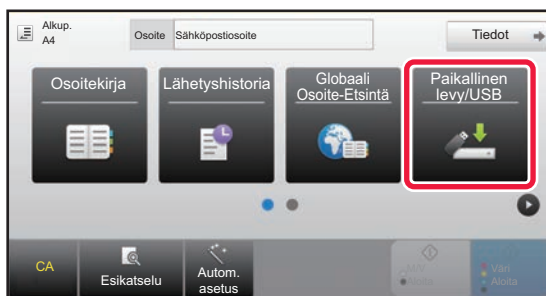 Alkup.
A4
Osoite
Sähköpostiosoite
Tiedot
Osoitekirja
Lähetyshistoria
Globaali
Osoite-Etsintä
Paikallinen
levy/USB
CA
Esikatselu
Autom.
asetus
M/V
Aloita
Väri
Aloita